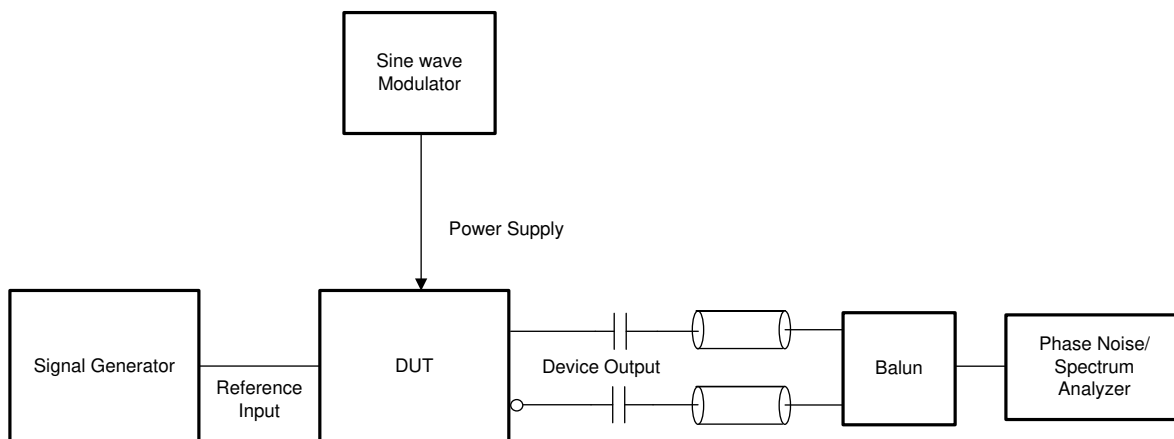 Sine wave
Modulator
Power Supply
Signal Generator
Reference
Input
DUT
Device Output
Balun
Phase Noise/
Spectrum
Analyzer